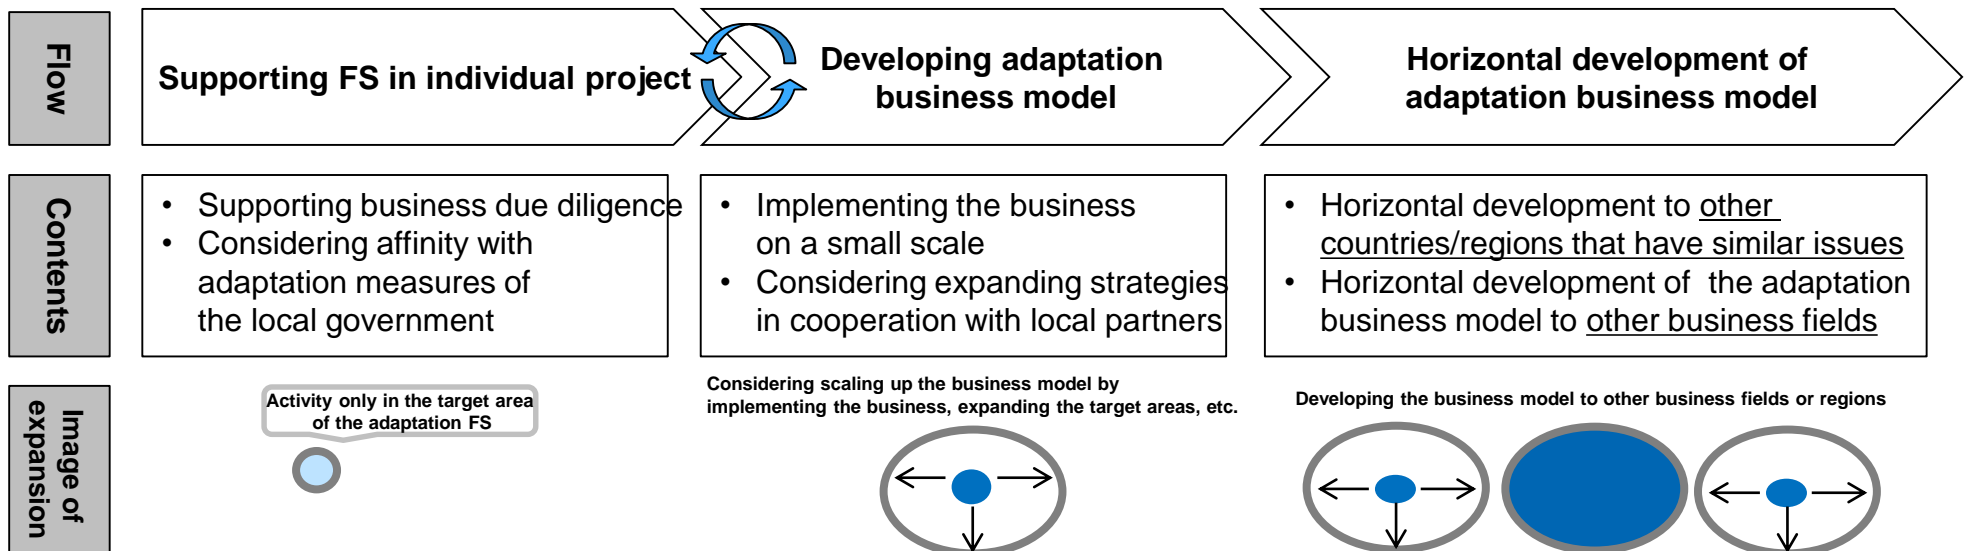 Flow
Supporting FS in individual project
Developing adaptation
business model
Horizontal development of
adaptation business model
Contents
• Supporting business due diligence
• Considering affinity with
adaptation measures of
the local government
• Implementing the business
on a small scale
• Considering expanding strategies
in cooperation with local partners
• Horizontal development to other
countries/regions that have similar issues
• Horizontal development of the adaptation
business model to other business fields
Image of
expansion
Activity only in the target area
of the adaptation FS
Considering scaling up the business model by
implementing the business, expanding the target areas, etc.
Developing the business model to other business fields or regions